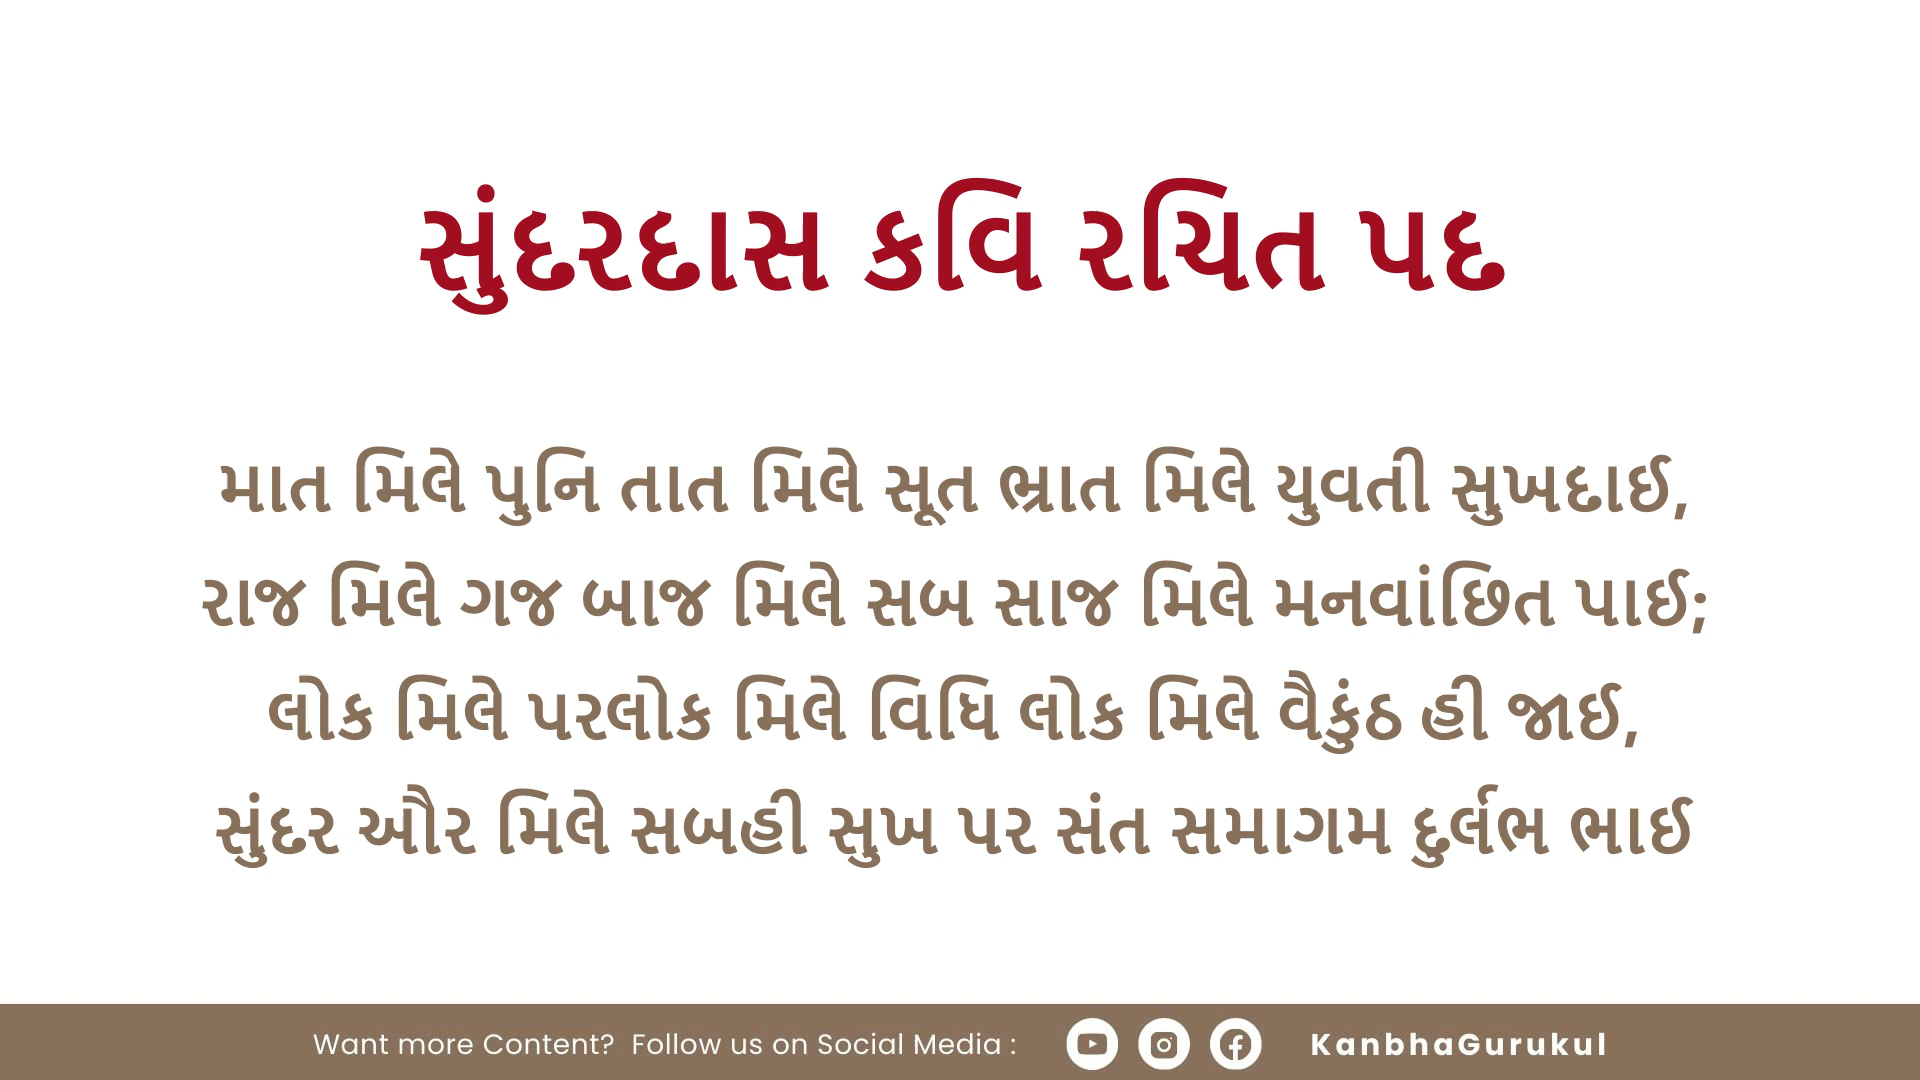 સુંદરદાસ કવિ રચિત પદ
માત મિલે પુનિ તાત મિલે સૂત ભ્રાત મિલે યુવતી સુખદાઈ,
રાજ મિલે ગજ બાજ મિલે સબ સાજ મિલે મનવાંછિત પાઈ;
લોક મિલે પરલોક મિલે વિધિ લોક મિલે વૈકુંઠ હી જાઈ,
સુંદર ઔર મિલે સબહી સુખ પર સંત સમાગમ દુર્લભ ભાઈ
Want more Content? Follow us on Social Media : KanbhaGurukul